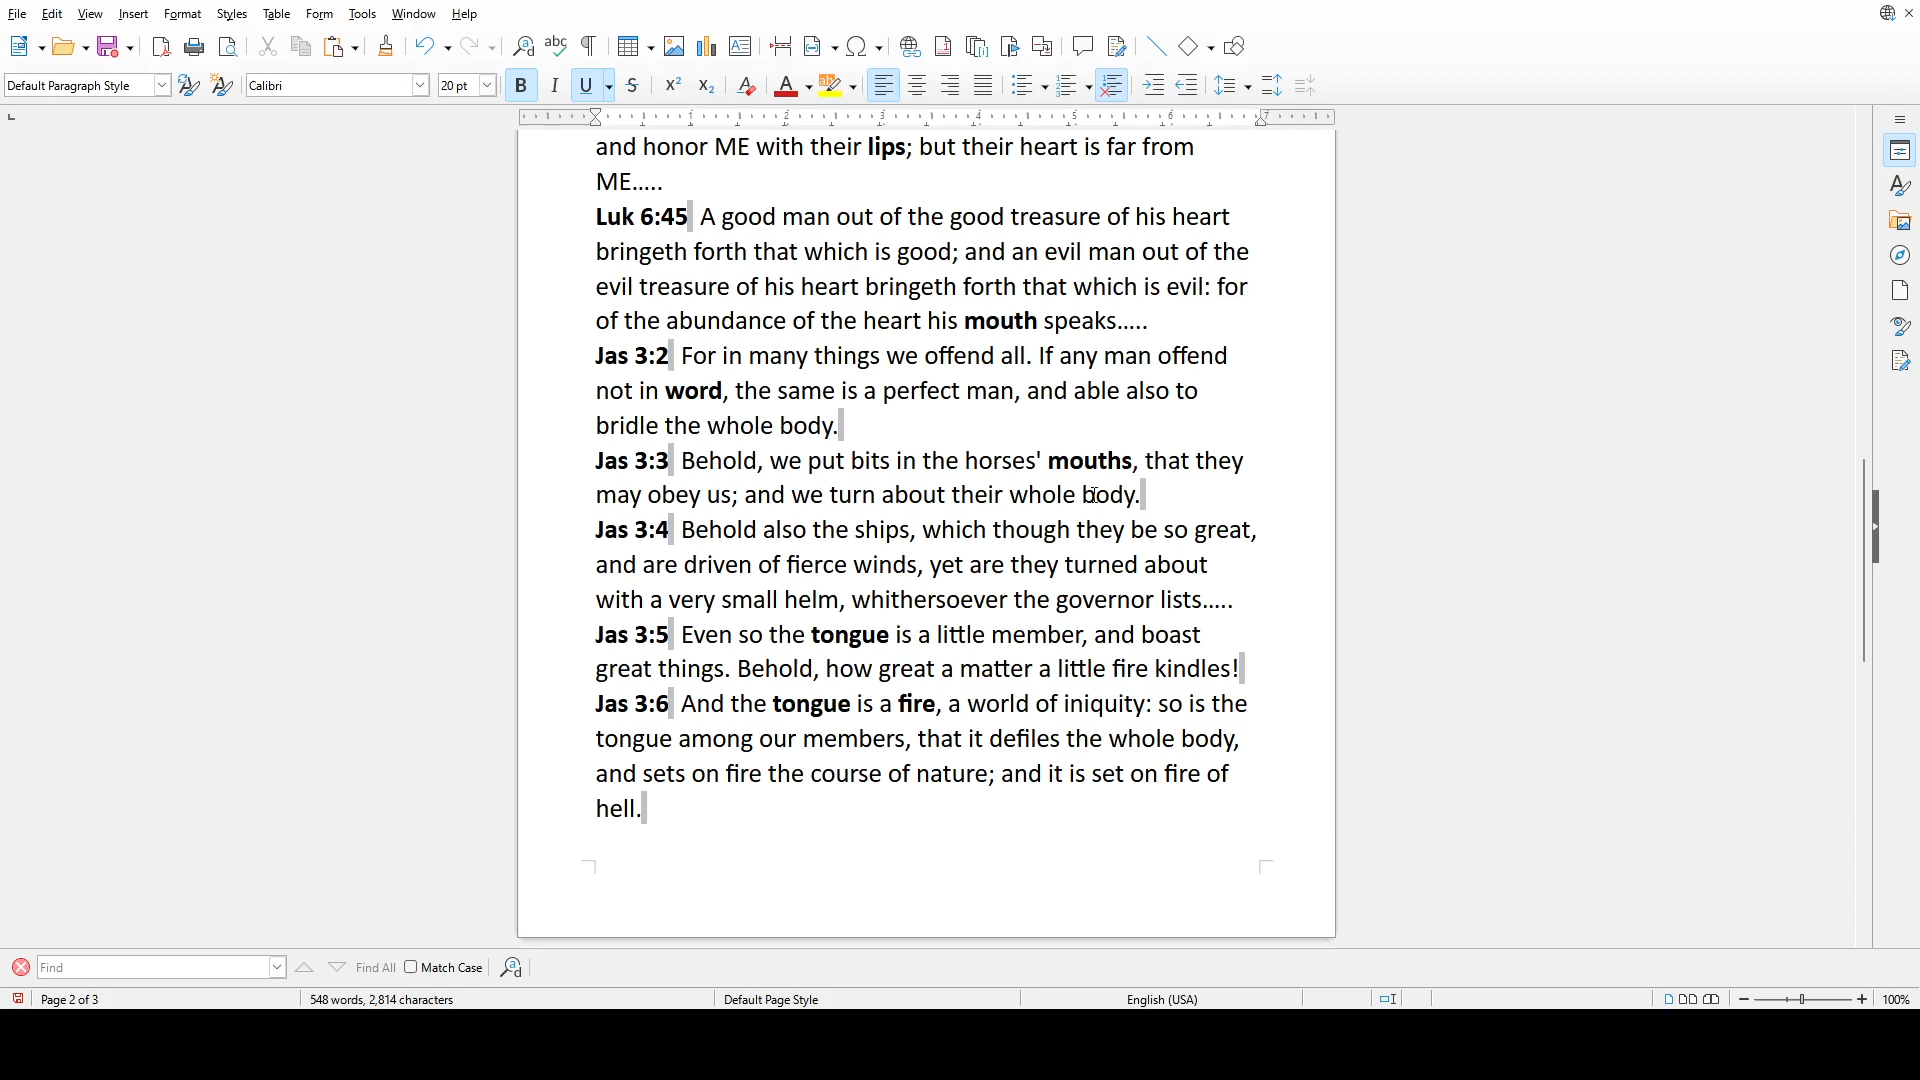 File Edit View Insert Format Styles Table Form Tools Window Help
Default Paragraph Style Calibri 20 pt
1 2 3 4 5 6 7
and honor ME with their lips; but their heart is far from
ME.....
Luk 6:45 A good man out of the good treasure of his heart
bringeth forth that which is good; and an evil man out of the
evil treasure of his heart bringeth forth that which is evil: for
of the abundance of the heart his mouth speaks.....
Jas 3:2 For in many things we offend all. If any man offend
not in word, the same is a perfect man, and able also to
bridle the whole body.
Jas 3:3 Behold, we put bits in the horses' mouths, that they
may obey us; and we turn about their whole body.
Jas 3:4 Behold also the ships, which though they be so great,
and are driven of fierce winds, yet are they turned about
with a very small helm, whithersoever the governor lists.....
Jas 3:5 Even so the tongue is a little member, and boast
great things. Behold, how great a matter a little fire kindles!
Jas 3:6 And the tongue is a fire, a world of iniquity: so is the
tongue among our members, that it defiles the whole body,
and sets on fire the course of nature; and it is set on fire of
hell.
Find Find All Match Case
Page 2 of 3 548 words, 2,814 characters Default Page Style English (USA) 100%